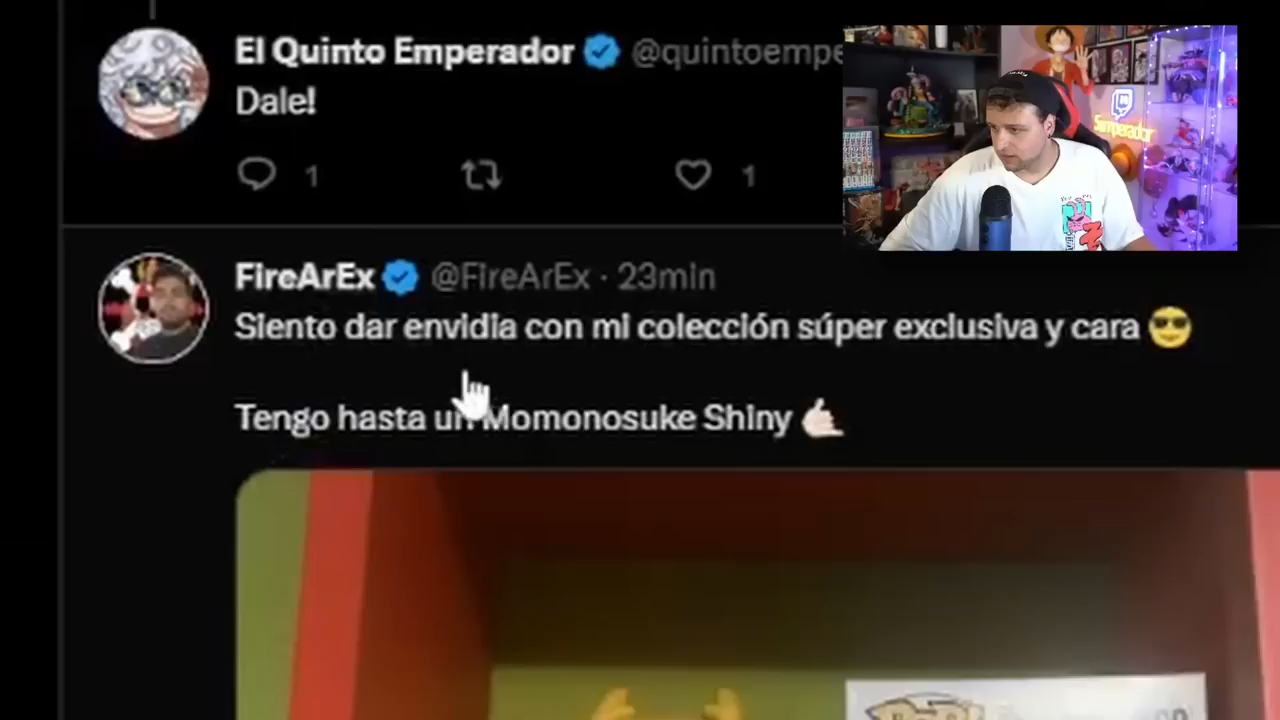 El Quinto Emperador @quintoempe
Dale!
1
1
FireArEx @FireArEx · 23min
Siento dar envidia con mi colección súper exclusiva y cara 😎
Tengo hasta un Momonosuke Shiny 🤙🏻
POP!